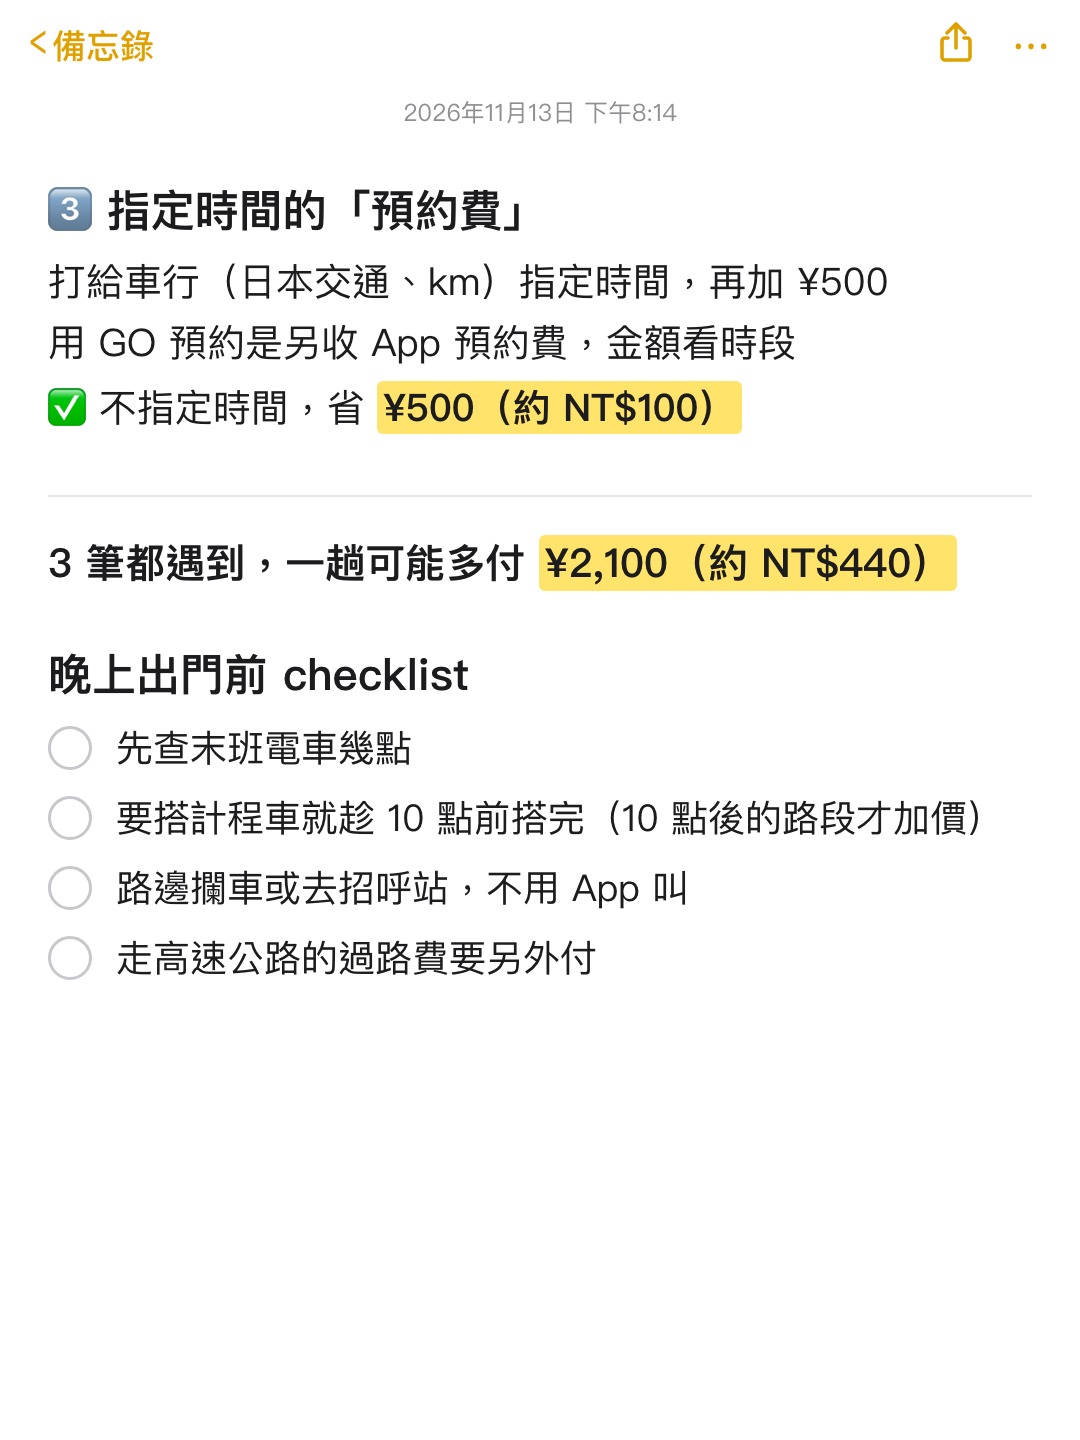 備忘錄
2026年11月13日 下午8:14
3 指定時間的「預約費」
打給車行（日本交通、km）指定時間，再加 ¥500
用 GO 預約是另收 App 預約費，金額看時段
✅ 不指定時間，省 ¥500（約 NT$100）
3 筆都遇到，一趟可能多付 ¥2,100（約 NT$440）
晚上出門前 checklist
先查末班電車幾點
要搭計程車就趁 10 點前搭完（10 點後的路段才加價）
路邊攔車或去招呼站，不用 App 叫
走高速公路的過路費要另外付